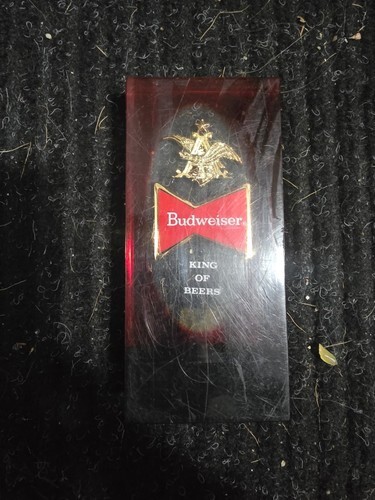 A
Budweiser
KING
OF
BEERS